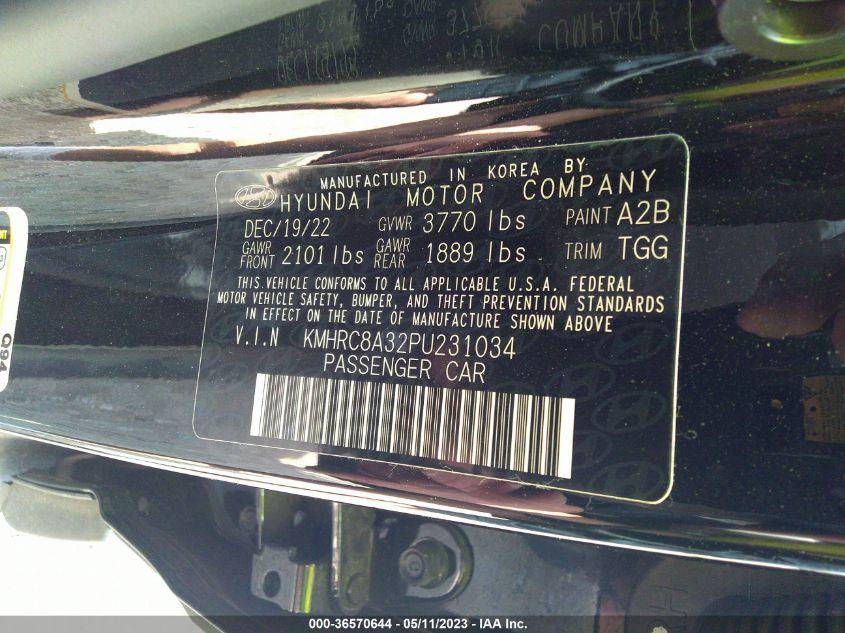 MANUFACTURED IN KOREA BY:
HYUNDAI MOTOR COMPANY
DEC/19/22 GVWR 3770 lbs PAINT A2B
GAWR FRONT 2101 lbs GAWR REAR 1889 lbs TRIM TGG
THIS VEHICLE CONFORMS TO ALL APPLICABLE U.S.A. FEDERAL
MOTOR VEHICLE SAFETY, BUMPER, AND THEFT PREVENTION STANDARDS
IN EFFECT ON THE DATE OF MANUFACTURE SHOWN ABOVE
V.I.N KMHRC8A32PU231034
PASSENGER CAR
Q94
000-36570644 - 05/11/2023 - IAA Inc.